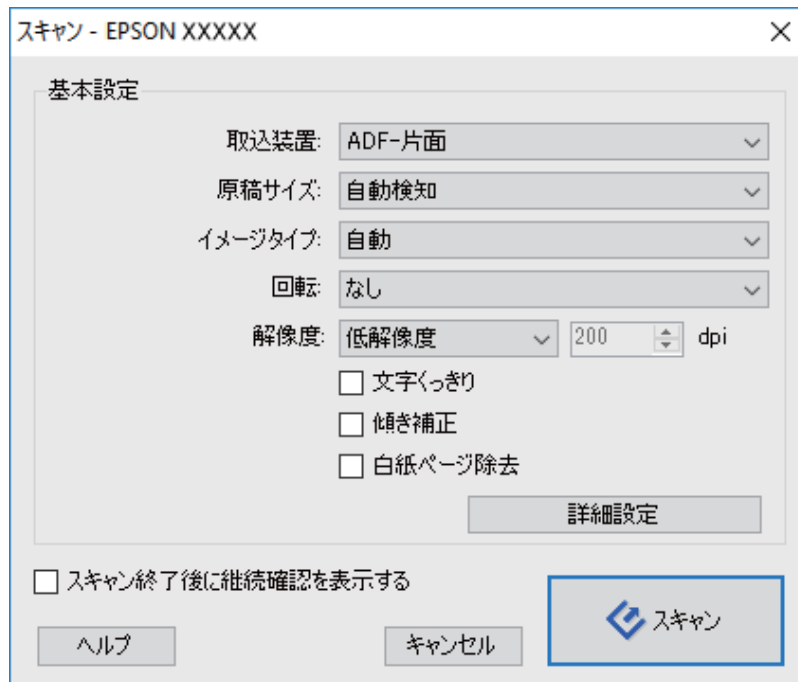 スキャン - EPSON XXXXX
基本設定
取込装置: ADF-片面
原稿サイズ: 自動検知
イメージタイプ: 自動
回転: なし
解像度: 低解像度 200 dpi
文字くっきり
傾き補正
白紙ページ除去
詳細設定
スキャン終了後に継続確認を表示する
スキャン
ヘルプ キャンセル